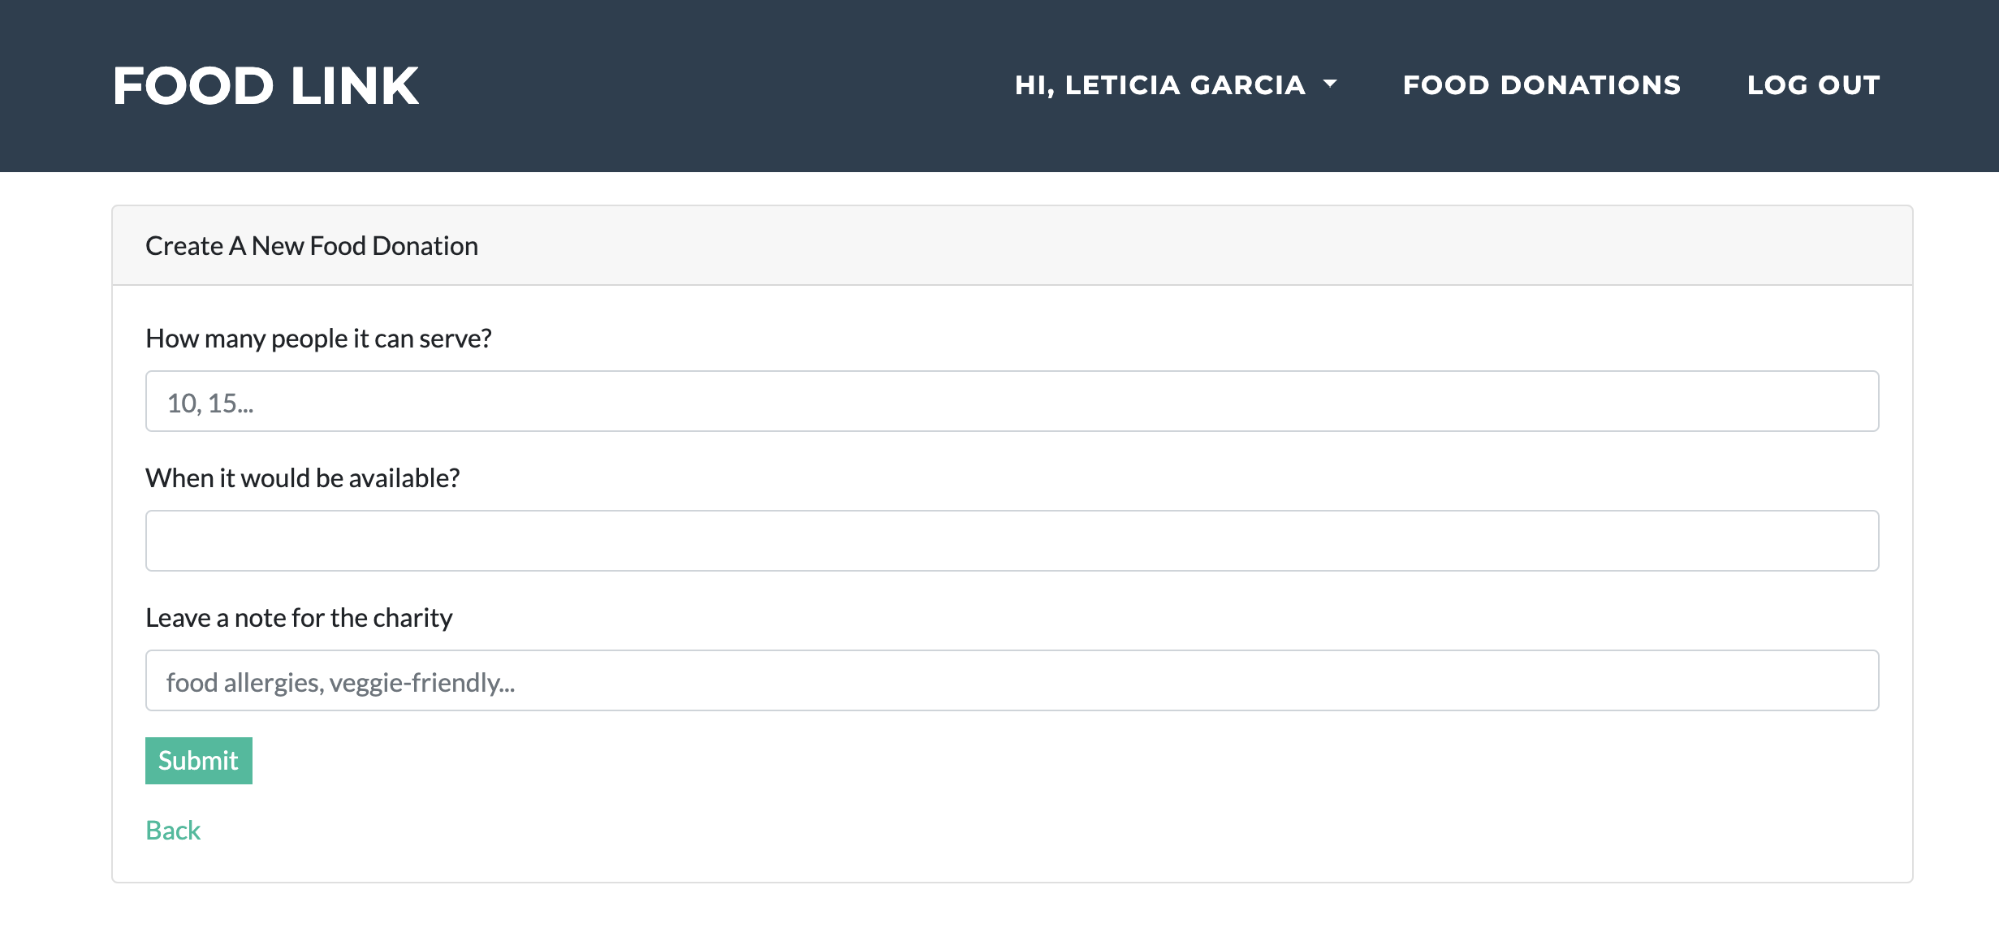 FOOD LINK
HI, LETICIA GARCIA
FOOD DONATIONS
LOG OUT
Create A New Food Donation
How many people it can serve?
10, 15...
When it would be available?
Leave a note for the charity
food allergies, veggie-friendly...
Submit
Back